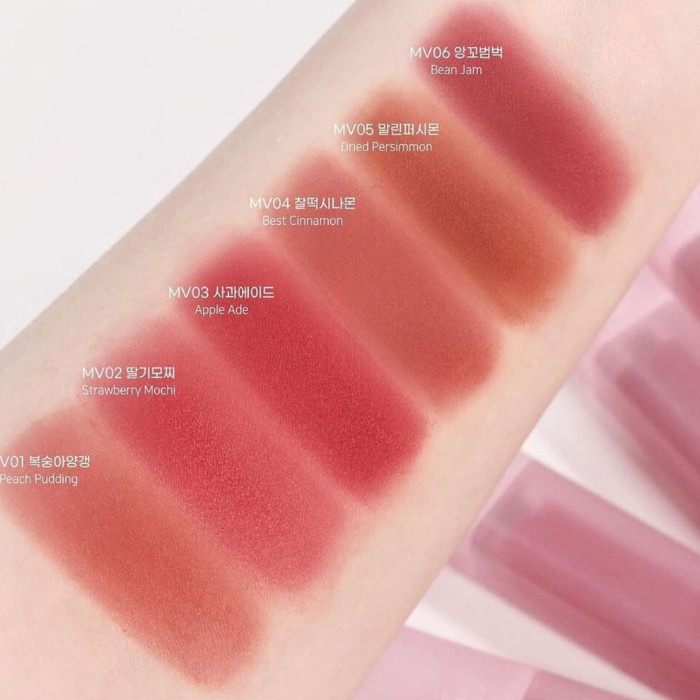 MV06 앙꼬범벅
Bean Jam
MV05 말린퍼시몬
Dried Persimmon
MV04 찰떡시나몬
Best Cinnamon
MV03 사과에이드
Apple Ade
MV02 딸기모찌
Strawberry Mochi
V01 복숭아양갱
Peach Pudding